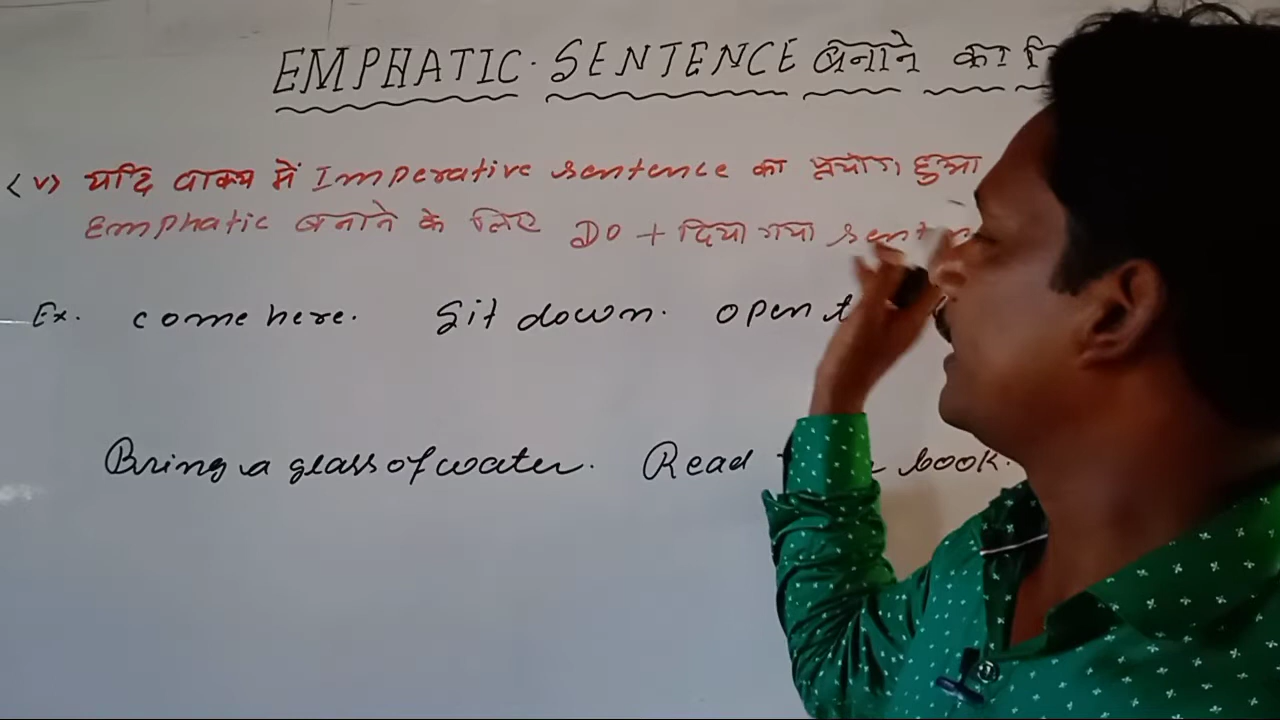 EMPHATIC SENTENCE बनाने का
<v> यदि वाक्य में Imperative sentence का प्रयोग हुआ
Emphatic बनाने के लिए DO + दिया गया
Ex. come here. Sit down. open
Bring a glass of water. Read book.